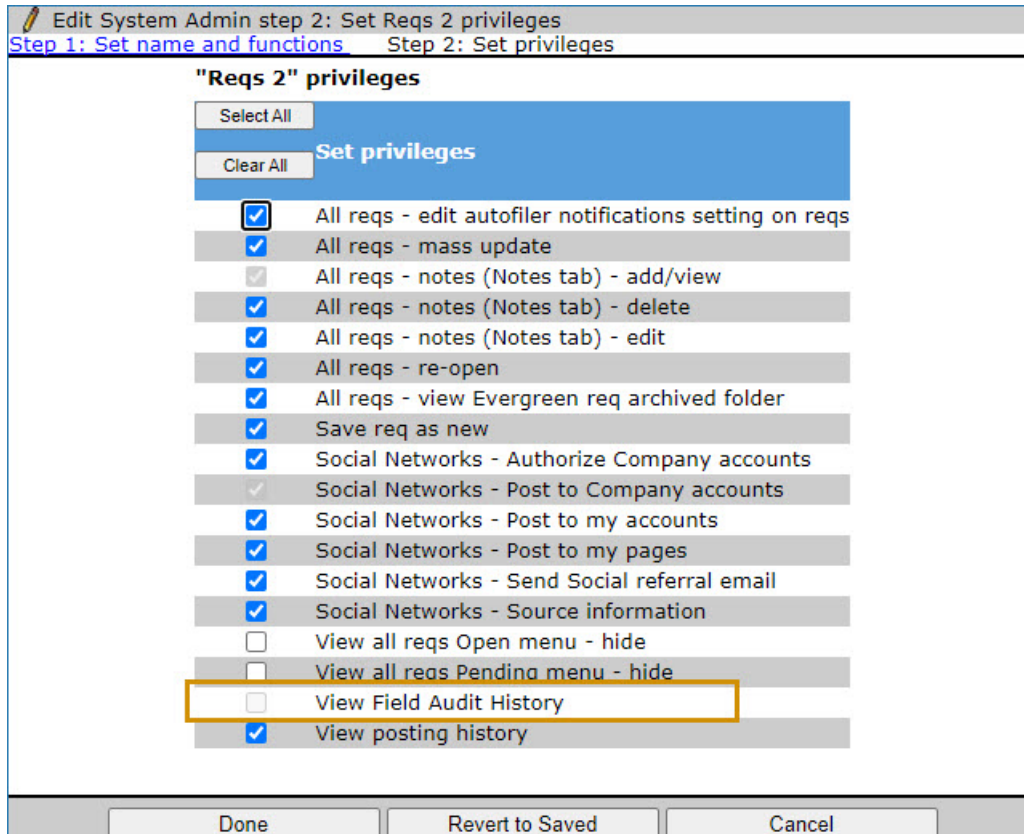 Edit System Admin step 2: Set Reqs 2 privileges
Step 1: Set name and functions Step 2: Set privileges
"Reqs 2" privileges
Select All
Set privileges
Clear All
All reqs - edit autofiler notifications setting on reqs
All reqs - mass update
All reqs - notes (Notes tab) - add/view
All reqs - notes (Notes tab) - delete
All reqs - notes (Notes tab) - edit
All reqs - re-open
All reqs - view Evergreen req archived folder
Save req as new
Social Networks - Authorize Company accounts
Social Networks - Post to Company accounts
Social Networks - Post to my accounts
Social Networks - Post to my pages
Social Networks - Send Social referral email
Social Networks - Source information
View all reqs Open menu - hide
View all reqs Pending menu - hide
View Field Audit History
View posting history
Done Revert to Saved Cancel